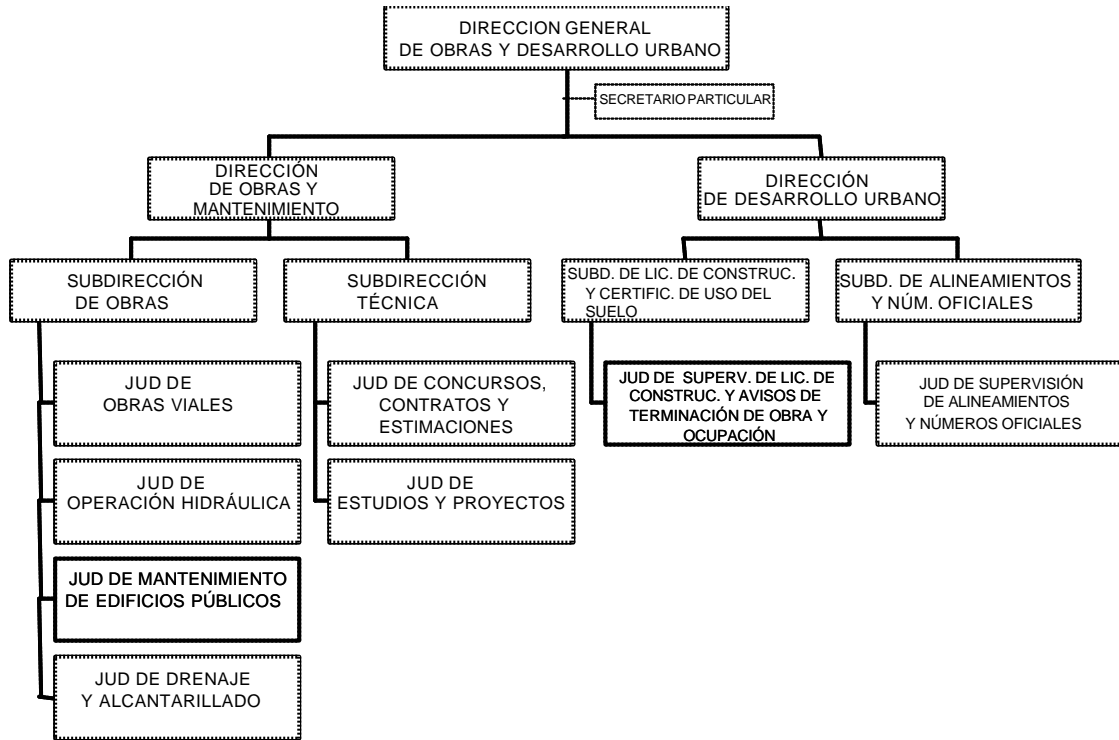 DIRECCION GENERAL
DE OBRAS Y DESARROLLO URBANO
SECRETARIO PARTICULAR
DIRECCIÓN
DE OBRAS Y
MANTENIMIENTO
DIRECCIÓN
DE DESARROLLO URBANO
SUBDIRECCIÓN
DE OBRAS
SUBDIRECCIÓN
TÉCNICA
SUBD. DE LIC. DE CONSTRUC.
Y CERTIFIC. DE USO DEL
SUELO
SUBD. DE ALINEAMIENTOS
Y NÚM. OFICIALES
JUD DE
OBRAS VIALES
JUD DE CONCURSOS,
CONTRATOS Y
ESTIMACIONES
JUD DE SUPERV. DE LIC. DE
CONSTRUC. Y AVISOS DE
TERMINACIÓN DE OBRA Y
OCUPACIÓN
JUD DE SUPERVISIÓN
DE ALINEAMIENTOS
Y NÚMEROS OFICIALES
JUD DE
OPERACIÓN HIDRÁULICA
JUD DE
ESTUDIOS Y PROYECTOS
JUD DE MANTENIMIENTO
DE EDIFICIOS PÚBLICOS
JUD DE DRENAJE
Y ALCANTARILLADO